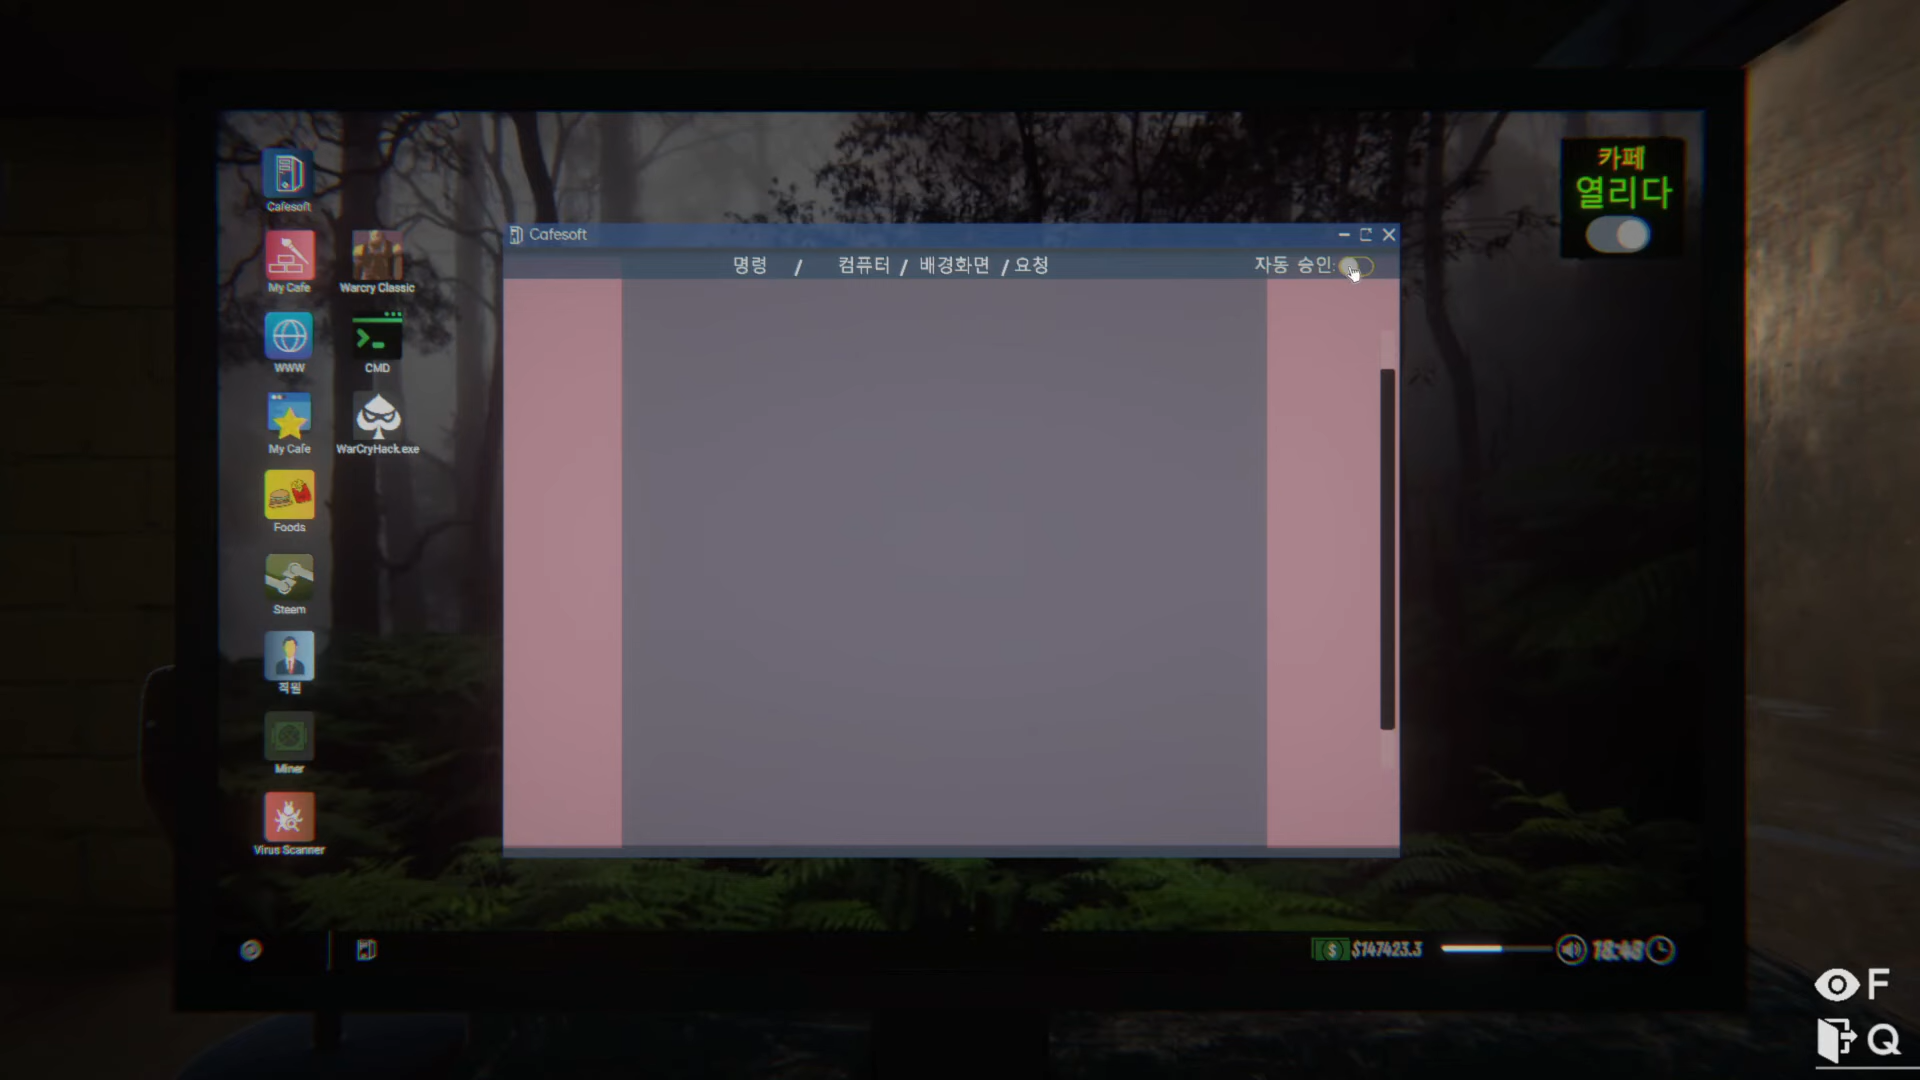 Cafesoft
My Cafe
Warcry Classic
WWW
CMD
My Cafe
WarCryHack.exe
Foods
Steem
직원
Miner
Virus Scanner
Cafesoft
명령 / 컴퓨터 / 배경화면 / 요청
자동 승인:
카페
열리다
$147423.3
18:48
F
Q